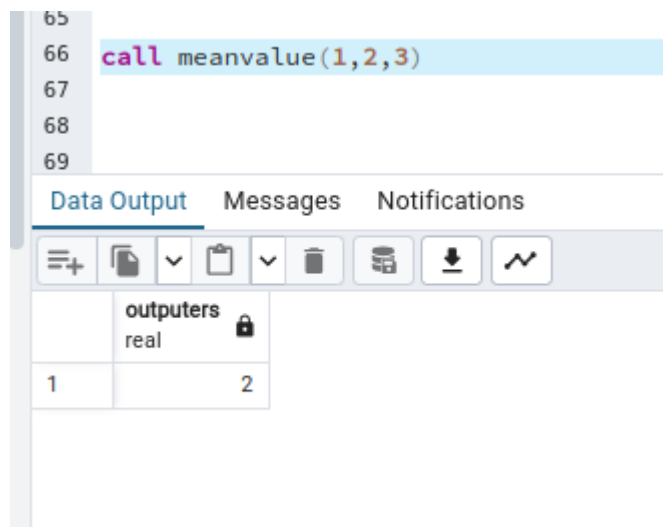 65
66 call meanvalue(1,2,3)
67
68
69
Data Output Messages Notifications
outputers
real
1 2